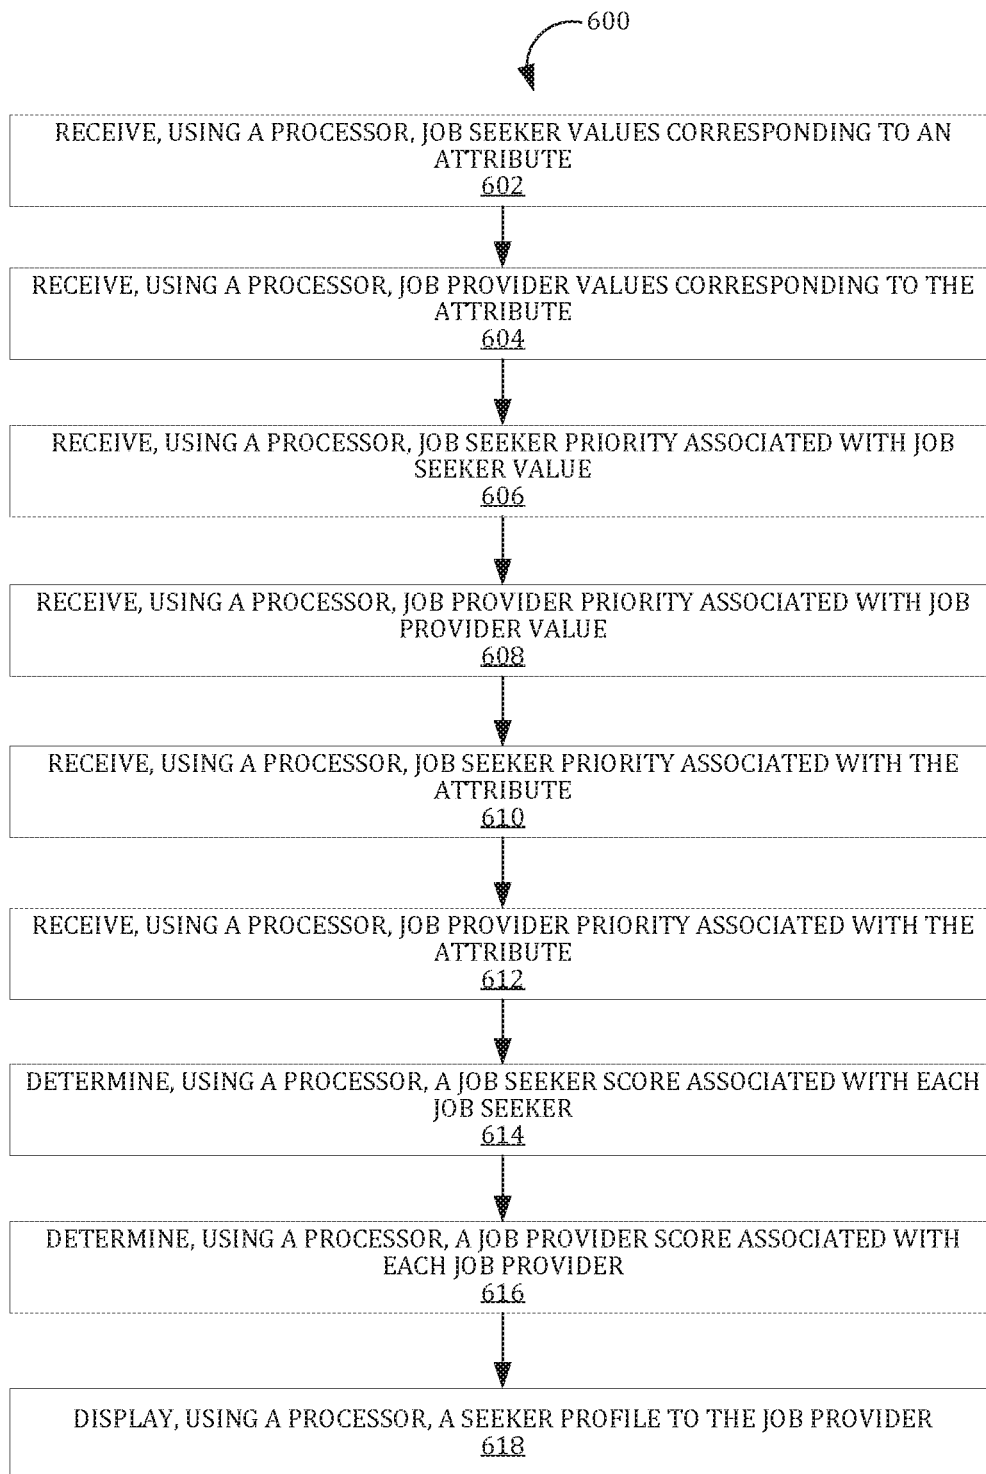 600
RECEIVE, USING A PROCESSOR, JOB SEEKER VALUES CORRESPONDING TO AN
ATTRIBUTE
602
RECEIVE, USING A PROCESSOR, JOB PROVIDER VALUES CORRESPONDING TO THE
ATTRIBUTE
604
RECEIVE, USING A PROCESSOR, JOB SEEKER PRIORITY ASSOCIATED WITH JOB
SEEKER VALUE
606
RECEIVE, USING A PROCESSOR, JOB PROVIDER PRIORITY ASSOCIATED WITH JOB
PROVIDER VALUE
608
RECEIVE, USING A PROCESSOR, JOB SEEKER PRIORITY ASSOCIATED WITH THE
ATTRIBUTE
610
RECEIVE, USING A PROCESSOR, JOB PROVIDER PRIORITY ASSOCIATED WITH THE
ATTRIBUTE
612
DETERMINE, USING A PROCESSOR, A JOB SEEKER SCORE ASSOCIATED WITH EACH
JOB SEEKER
614
DETERMINE, USING A PROCESSOR, A JOB PROVIDER SCORE ASSOCIATED WITH
EACH JOB PROVIDER
616
DISPLAY, USING A PROCESSOR, A SEEKER PROFILE TO THE JOB PROVIDER
618